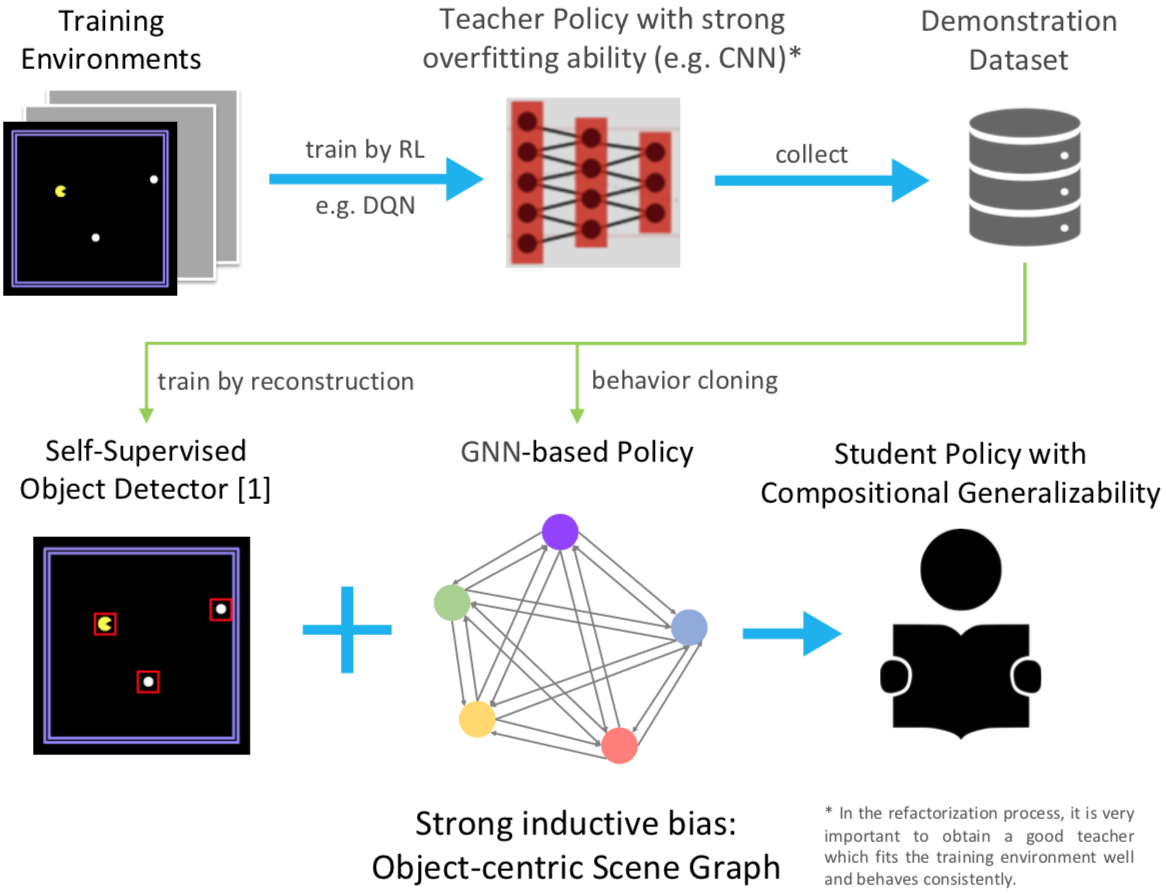 Training
Environments
Teacher Policy with strong
overfitting ability (e.g. CNN)*
Demonstration
Dataset
train by RL
e.g. DQN
collect
train by reconstruction
behavior cloning
Self-Supervised
Object Detector [1]
GNN-based Policy
Student Policy with
Compositional Generalizability
Strong inductive bias:
Object-centric Scene Graph
* In the refactorization process, it is very
important to obtain a good teacher
which fits the training environment well
and behaves consistently.